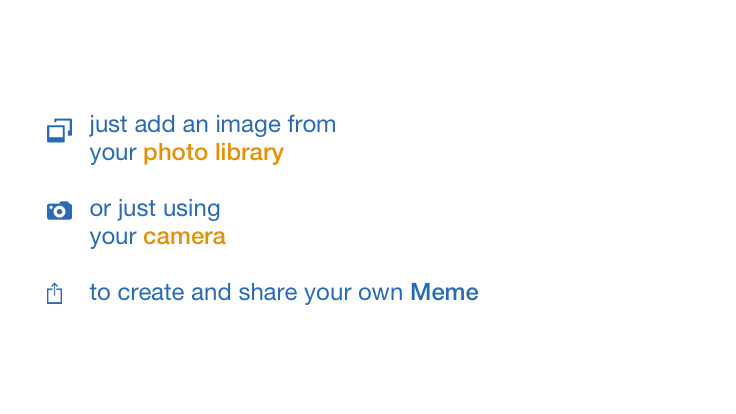 just add an image from
your photo library
or just using
your camera
to create and share your own Meme